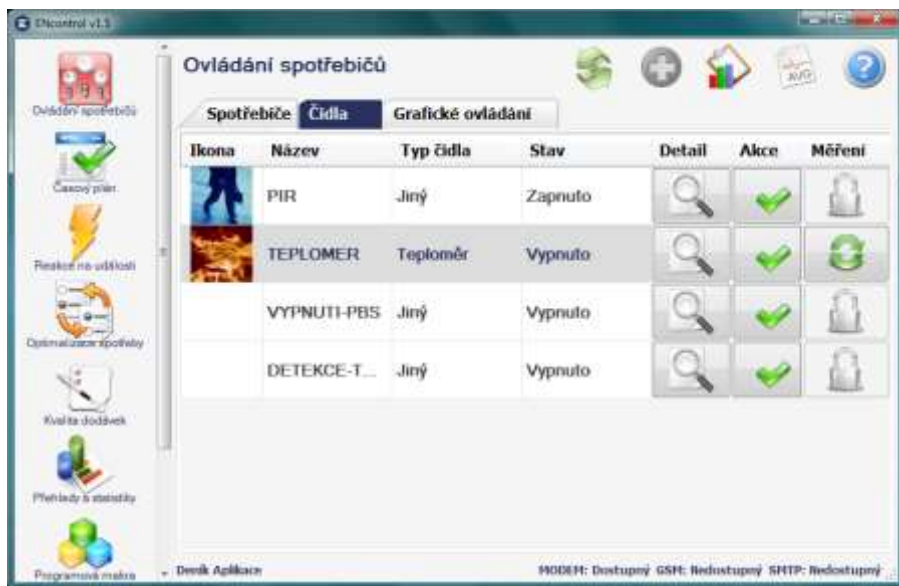 ENcontrol v1.1
Ovládání spotřebičů
Časový plán
Reakce na události
Optimalizace spotřeby
Kvalita dodávek
Přehledy & statistiky
Programová makra
Ovládání spotřebičů
AVG
?
Spotřebiče Čidla Grafické ovládání
Ikona Název Typ čidla Stav Detail Akce Měření
PIR Jiný Zapnuto
TEPLOMER Teploměr Vypnuto
VYPNUTI-PBS Jiný Vypnuto
DETEKCE-T... Jiný Vypnuto
Deník Aplikace MODEM: Dostupný GSM: Nedostupný SMTP: Nedostupný